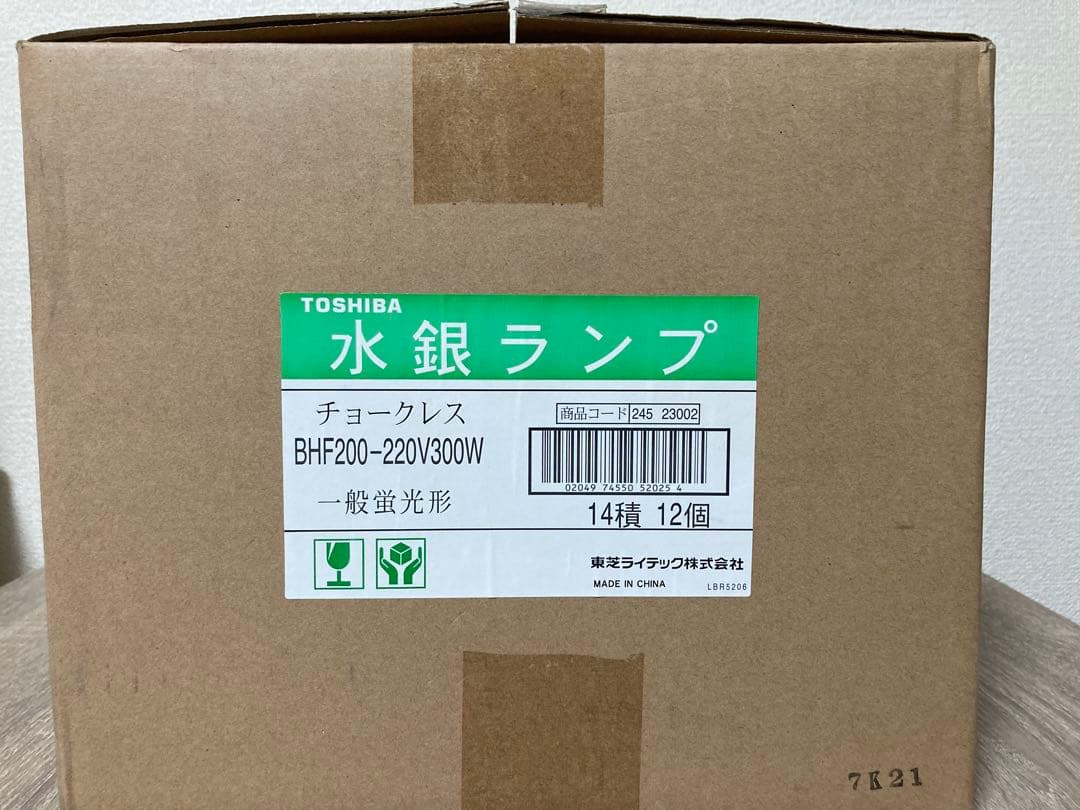 TOSHIBA
水銀ランプ
チョークレス
BHF200-220V300W
一般蛍光形
商品コード 245 23002
02049 74550 52025 4
14積 12個
東芝ライテック株式会社
MADE IN CHINA
LBR5206
7K21